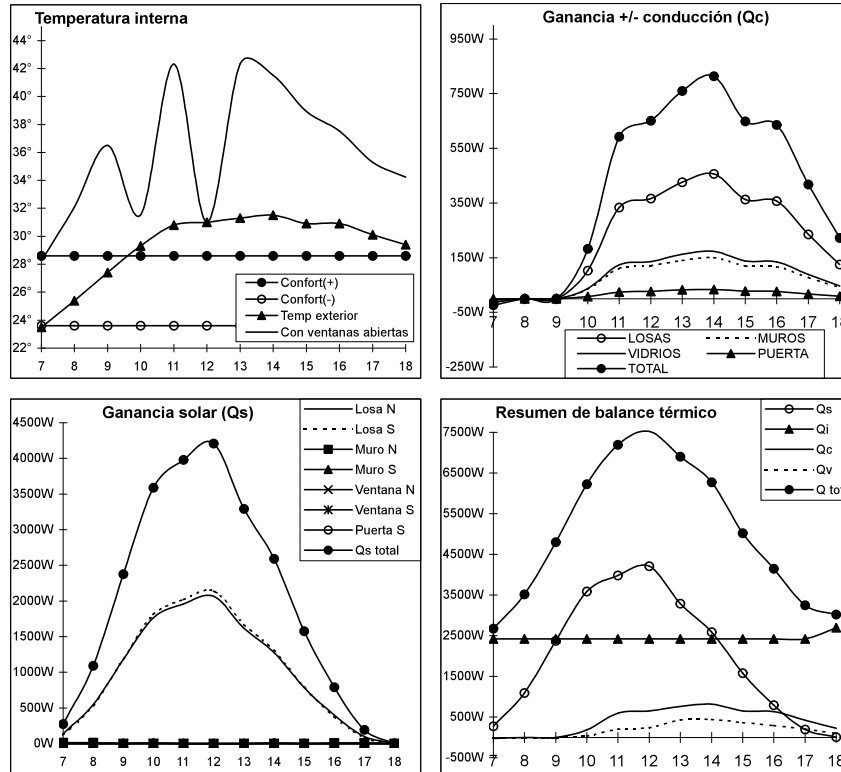 Temperatura interna
44°
42°
40°
38°
36°
34°
32°
30°
28°
26°
24°
22°
7 8 9 10 11 12 13 14 15 16 17 18
Confort(+)
Confort(-)
Temp exterior
Con ventanas abiertas
Ganancia +/- conducción (Qc)
950W
750W
550W
350W
150W
-50W
-250W
7 8 9 10 11 12 13 14 15 16 17 18
LOSAS MUROS
VIDRIOS PUERTA
TOTAL
Ganancia solar (Qs)
4500W
4000W
3500W
3000W
2500W
2000W
1500W
1000W
500W
0W
7 8 9 10 11 12 13 14 15 16 17 18
Losa N
Losa S
Muro N
Muro S
Ventana N
Ventana S
Puerta S
Qs total
Resumen de balance térmico
7500W
6500W
5500W
4500W
3500W
2500W
1500W
500W
-500W
7 8 9 10 11 12 13 14 15 16 17 18
Qs
Qi
Qc
Qv
Q tot